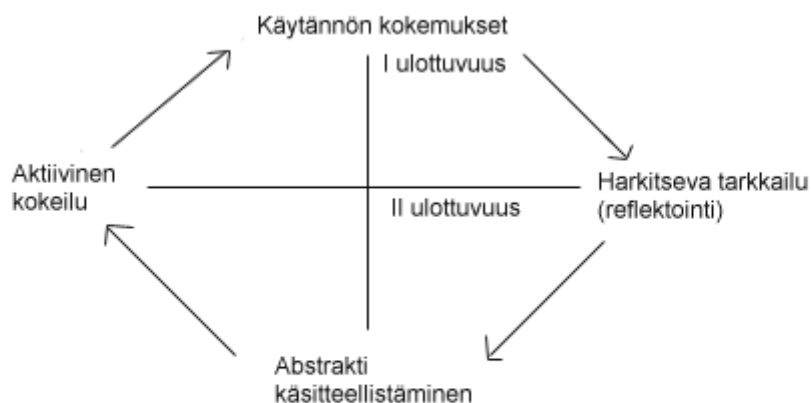 Käytännön kokemukset
I ulottuvuus
Aktiivinen
kokeilu
Harkitseva tarkkailu
(reflektointi)
II ulottuvuus
Abstrakti
käsitteellistäminen